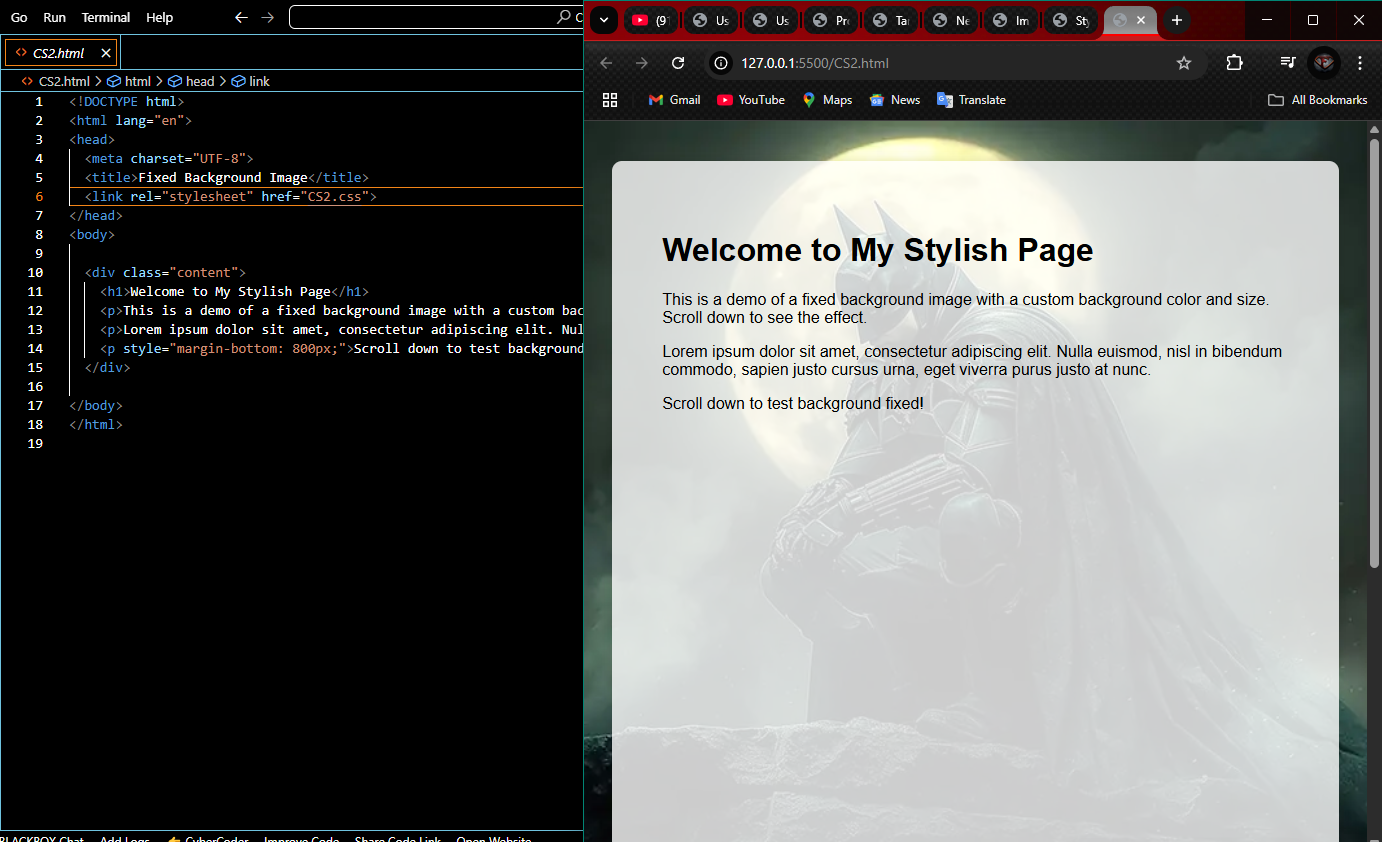 Go Run Terminal Help
CS2.html
CS2.html > html > head > link
1 <!DOCTYPE html>
2 <html lang="en">
3 <head>
4 <meta charset="UTF-8">
5 <title>Fixed Background Image</title>
6 <link rel="stylesheet" href="CS2.css">
7 </head>
8 <body>
9
10 <div class="content">
11 <h1>Welcome to My Stylish Page</h1>
12 <p>This is a demo of a fixed background image with a custom bac
13 <p>Lorem ipsum dolor sit amet, consectetur adipiscing elit. Nul
14 <p style="margin-bottom: 800px;">Scroll down to test background
15 </div>
16
17 </body>
18 </html>
19
BLACKBOX Chat Add Logs CyberCoder Improve Code Share Code Link Open Website
(9 Us Us Pr Tal Ne Im Sty
127.0.0.1:5500/CS2.html
Gmail YouTube Maps News Translate All Bookmarks
Welcome to My Stylish Page
This is a demo of a fixed background image with a custom background color and size.
Scroll down to see the effect.
Lorem ipsum dolor sit amet, consectetur adipiscing elit. Nulla euismod, nisl in bibendum
commodo, sapien justo cursus urna, eget viverra purus justo at nunc.
Scroll down to test background fixed!